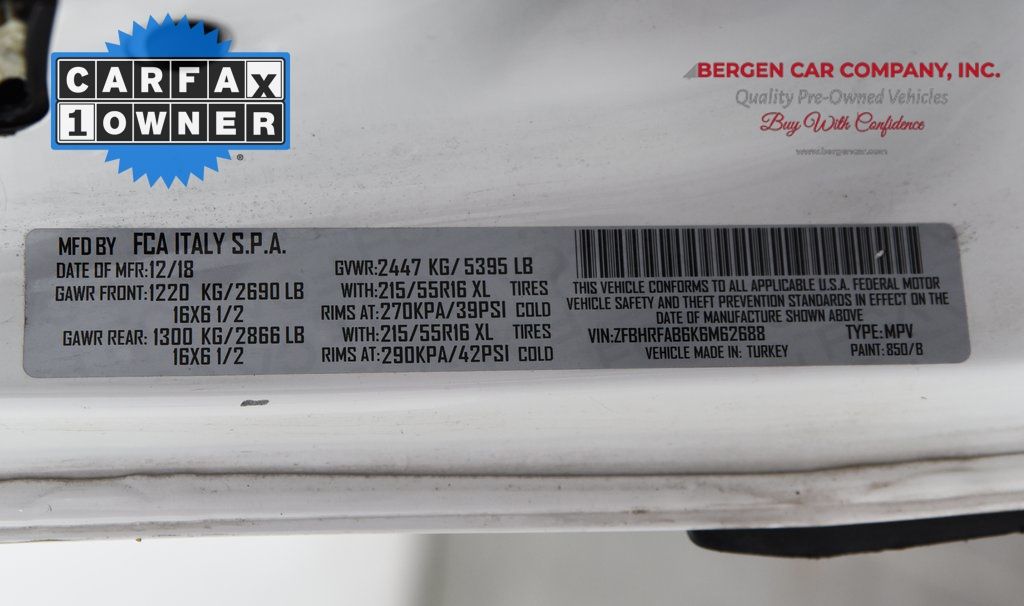 CARFAX
1 OWNER
®
BERGEN CAR COMPANY, INC.
Quality Pre-Owned Vehicles
Buy With Confidence
www.bergencar.com
MFD BY FCA ITALY S.P.A.
DATE OF MFR:12/18
GAWR FRONT:1220 KG/2690 LB
16X6 1/2
GAWR REAR: 1300 KG/2866 LB
16X6 1/2
GVWR:2447 KG/ 5395 LB
WITH:215/55R16 XL TIRES
RIMS AT:270KPA/39PSI COLD
WITH:215/55R16 XL TIRES
RIMS AT:290KPA/42PSI COLD
THIS VEHICLE CONFORMS TO ALL APPLICABLE U.S.A. FEDERAL MOTOR
VEHICLE SAFETY AND THEFT PREVENTION STANDARDS IN EFFECT ON THE
DATE OF MANUFACTURE SHOWN ABOVE
VIN:ZFBHRFAB6K6M62688 TYPE:MPV
VEHICLE MADE IN: TURKEY PAINT: 850/B